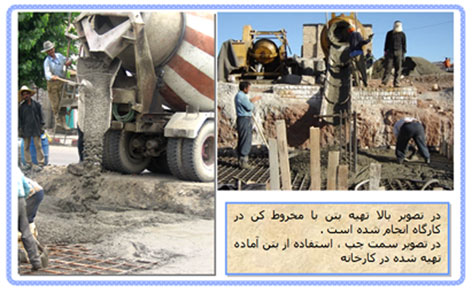 در تصویر بالا تهیه بتن با مخروط کن در
کارگاه انجام شده است .
در تصویر سمت چپ ، استفاده از بتن آماده
تهیه شده در کارخانه